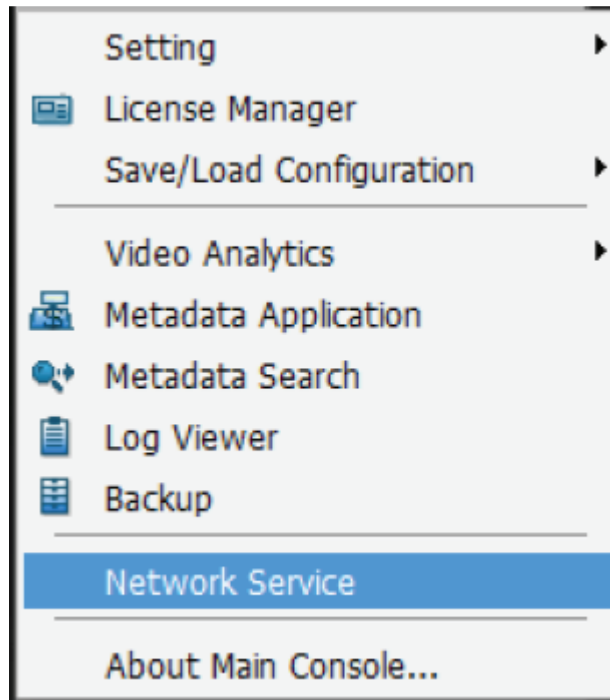 Setting
License Manager
Save/Load Configuration
Video Analytics
Metadata Application
Metadata Search
Log Viewer
Backup
Network Service
About Main Console...